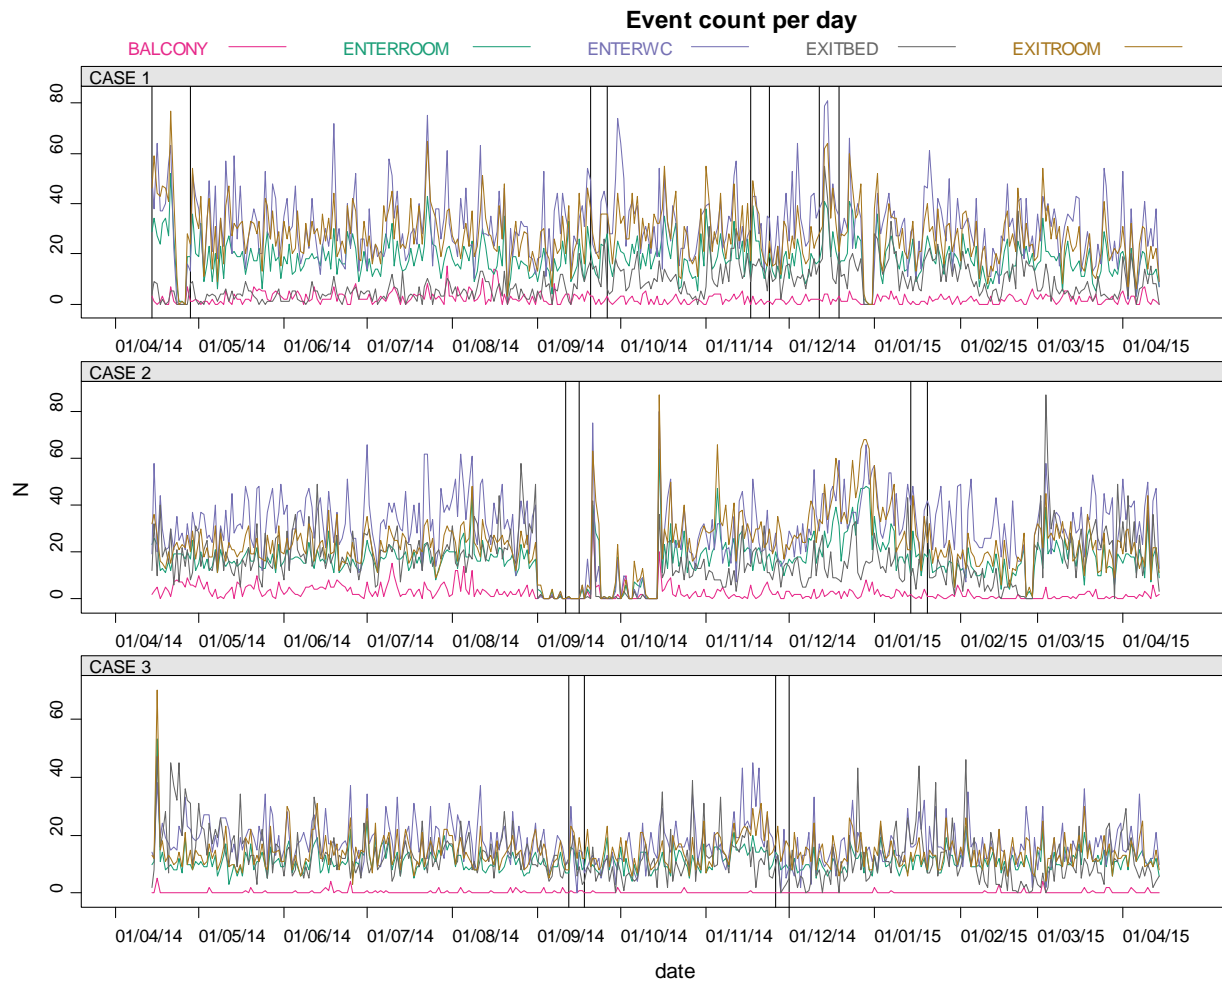 Event count per day
BALCONY ENTERROOM ENTERWC EXITBED EXITROOM
CASE 1
80
60
40
20
0
01/04/14 01/05/14 01/06/14 01/07/14 01/08/14 01/09/14 01/10/14 01/11/14 01/12/14 01/01/15 01/02/15 01/03/15 01/04/15
CASE 2
80
60
40
20
0
N
01/04/14 01/05/14 01/06/14 01/07/14 01/08/14 01/09/14 01/10/14 01/11/14 01/12/14 01/01/15 01/02/15 01/03/15 01/04/15
CASE 3
60
40
20
0
01/04/14 01/05/14 01/06/14 01/07/14 01/08/14 01/09/14 01/10/14 01/11/14 01/12/14 01/01/15 01/02/15 01/03/15 01/04/15
date